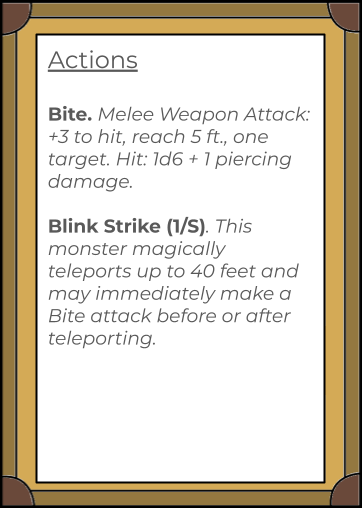 Actions
Bite. Melee Weapon Attack:
+3 to hit, reach 5 ft., one
target. Hit: 1d6 + 1 piercing
damage.
Blink Strike (1/S). This
monster magically
teleports up to 40 feet and
may immediately make a
Bite attack before or after
teleporting.